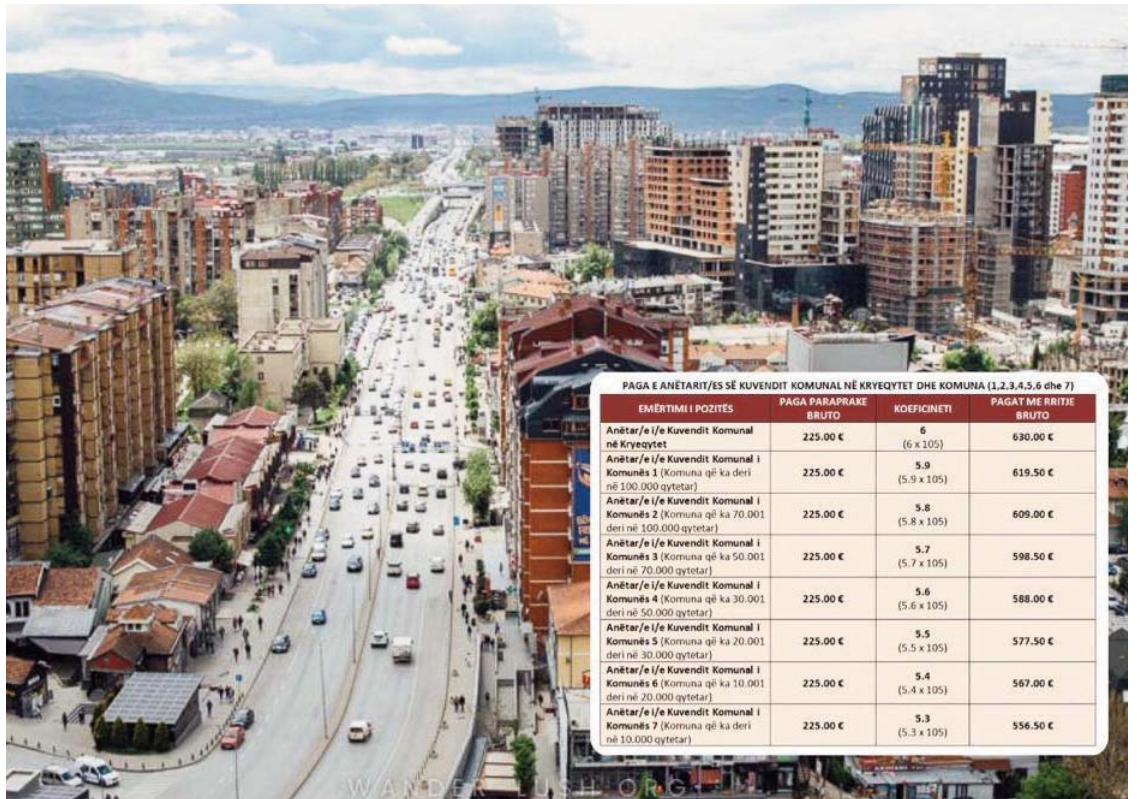 PAGA E ANËTARIT/ES SË KUVENDIT KOMUNAL NË KRYEQYTET DHE KOMUNA (1,2,3,4,5,6 dhe 7)
EMËRTIMI I POZITËS
PAGA PARAPRAKE BRUTO
KOEFICINETI
PAGAT ME RRITJE BRUTO
Anëtar/e i/e Kuvendit Komunal
në Kryeqytet
225.00 €
6
(6 x 105)
630.00 €
Anëtar/e i/e Kuvendit Komunal i
Komunës 1 (Komuna që ka deri
në 100.000 qytetar)
225.00 €
5.9
(5.9 x 105)
619.50 €
Anëtar/e i/e Kuvendit Komunal i
Komunës 2 (Komuna që ka 70.001
deri në 100.000 qytetar)
225.00 €
5.8
(5.8 x 105)
609.00 €
Anëtar/e i/e Kuvendit Komunal i
Komunës 3 (Komuna që ka 50.001
deri në 70.000 qytetar)
225.00 €
5.7
(5.7 x 105)
598.50 €
Anëtar/e i/e Kuvendit Komunal i
Komunës 4 (Komuna që ka 30.001
deri në 50.000 qytetar)
225.00 €
5.6
(5.6 x 105)
588.00 €
Anëtar/e i/e Kuvendit Komunal i
Komunës 5 (Komuna që ka 20.001
deri në 30.000 qytetar)
225.00 €
5.5
(5.5 x 105)
577.50 €
Anëtar/e i/e Kuvendit Komunal i
Komunës 6 (Komuna që ka 10.001
deri në 20.000 qytetar)
225.00 €
5.4
(5.4 x 105)
567.00 €
Anëtar/e i/e Kuvendit Komunal i
Komunës 7 (Komuna që ka deri
në 10.000 qytetar)
225.00 €
5.3
(5.3 x 105)
556.50 €